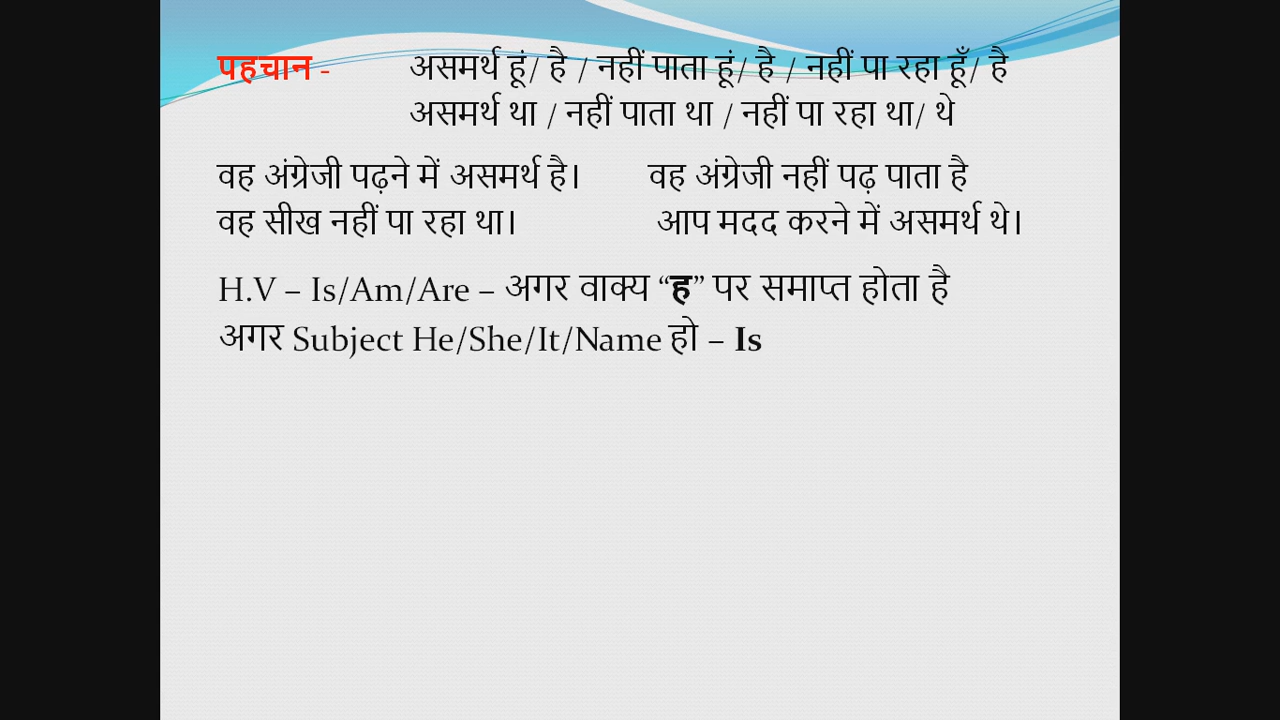 पहचान - असमर्थ हूं/ है / नहीं पाता हूं/ है / नहीं पा रहा हूँ/ है
असमर्थ था / नहीं पाता था / नहीं पा रहा था/ थे
वह अंग्रेजी पढ़ने में असमर्थ है। वह अंग्रेजी नहीं पढ़ पाता है
वह सीख नहीं पा रहा था। आप मदद करने में असमर्थ थे।
H.V – Is/Am/Are – अगर वाक्य “ह” पर समाप्त होता है
अगर Subject He/She/It/Name हो – Is